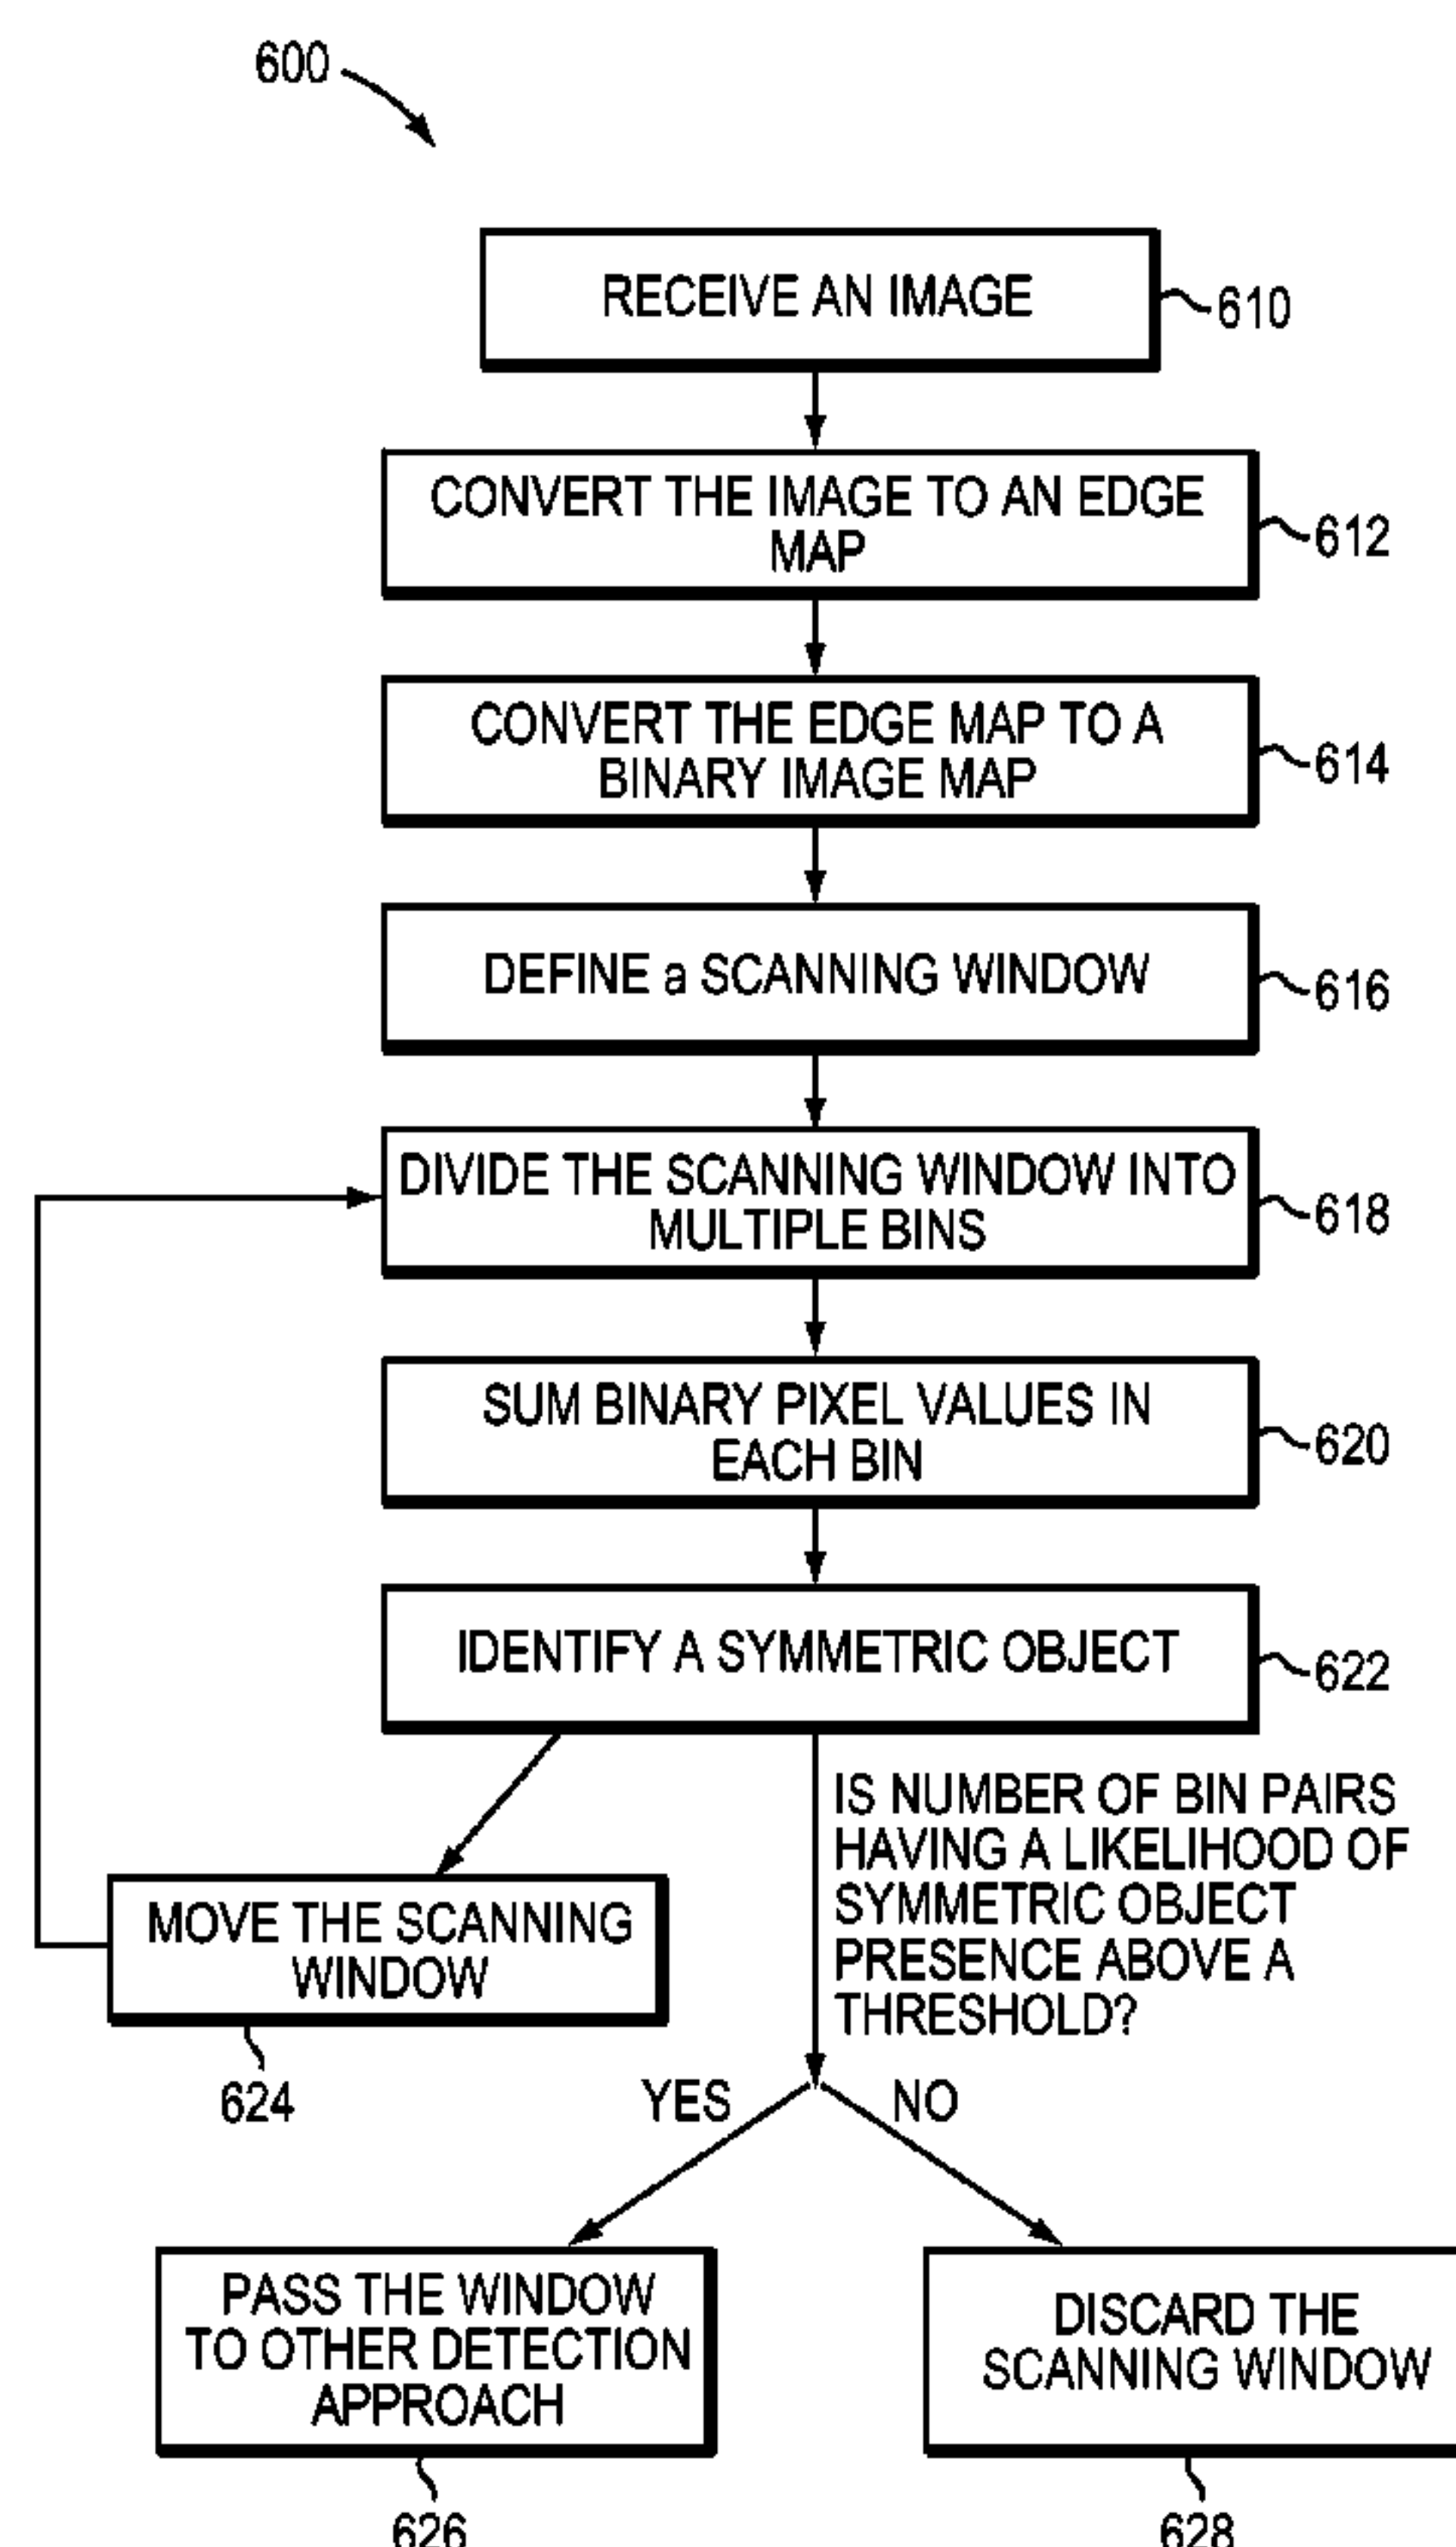 600
RECEIVE AN IMAGE
610
CONVERT THE IMAGE TO AN EDGE
MAP
612
CONVERT THE EDGE MAP TO A
BINARY IMAGE MAP
614
DEFINE a SCANNING WINDOW
616
DIVIDE THE SCANNING WINDOW INTO
MULTIPLE BINS
618
SUM BINARY PIXEL VALUES IN
EACH BIN
620
IDENTIFY A SYMMETRIC OBJECT
622
IS NUMBER OF BIN PAIRS
HAVING A LIKELIHOOD OF
SYMMETRIC OBJECT
PRESENCE ABOVE A
THRESHOLD?
MOVE THE SCANNING
WINDOW
624
YES
NO
PASS THE WINDOW
TO OTHER DETECTION
APPROACH
626
DISCARD THE
SCANNING WINDOW
628